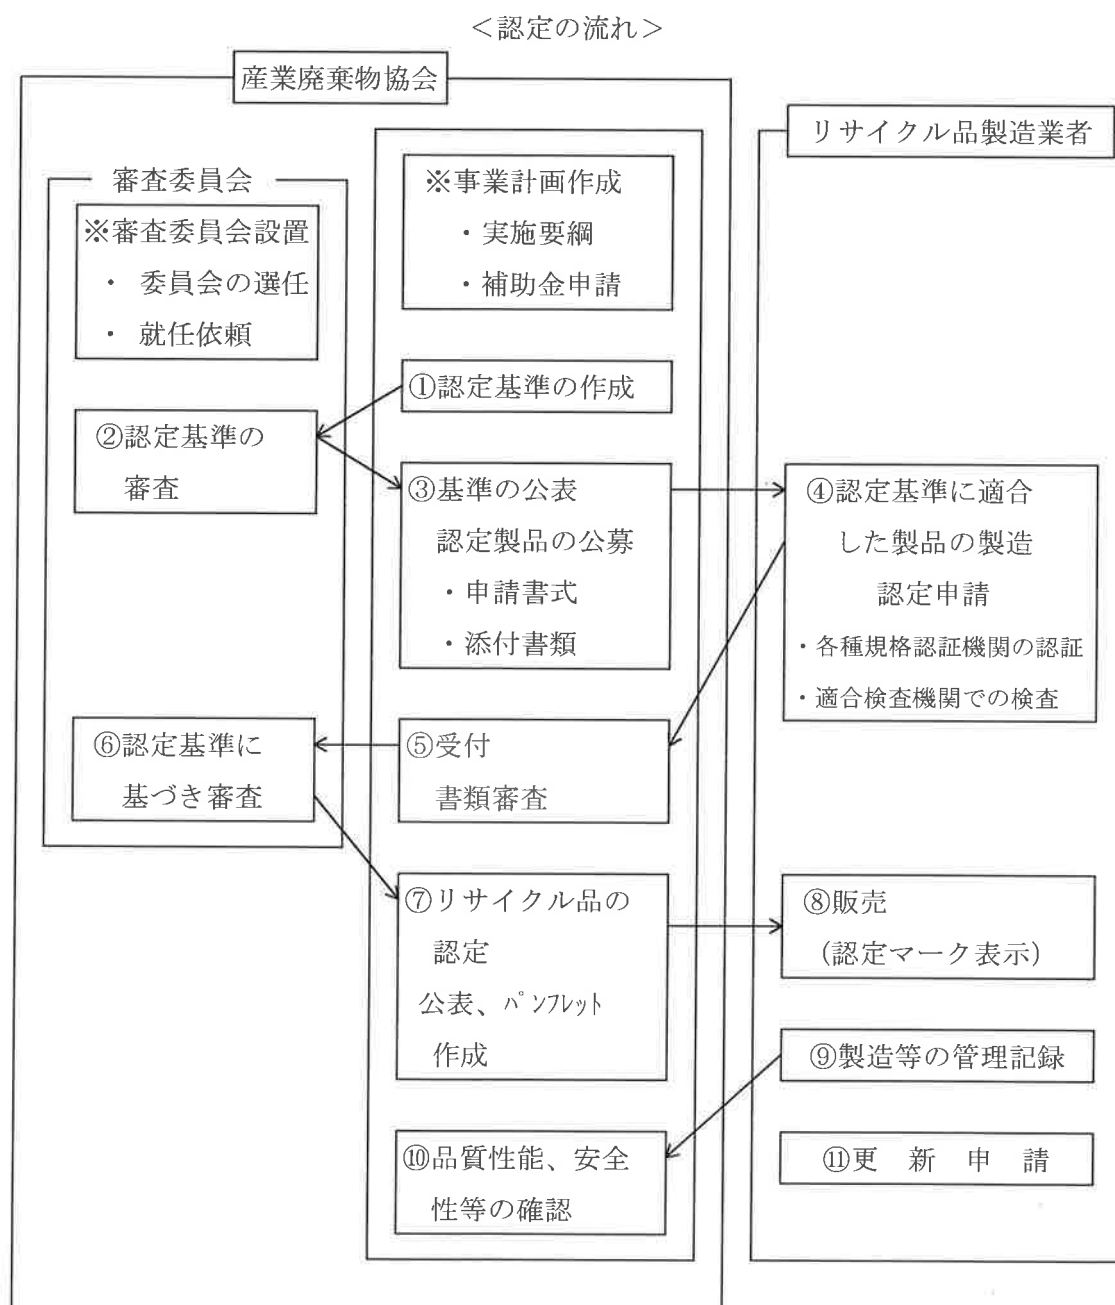 ＜認定の流れ＞
産業廃棄物協会
リサイクル品製造業者
審査委員会
※審査委員会設置
・ 委員会の選任
・ 就任依頼
※事業計画作成
・実施要綱
・補助金申請
①認定基準の作成
②認定基準の
審査
③基準の公表
認定製品の公募
・申請書式
・添付書類
④認定基準に適合
した製品の製造
認定申請
・各種規格認証機関の認証
・適合検査機関での検査
⑤受付
書類審査
⑥認定基準に
基づき審査
⑦リサイクル品の
認定
公表、ﾊﾟﾝﾌﾚｯﾄ
作成
⑧販売
(認定マーク表示)
⑨製造等の管理記録
⑩品質性能、安全
性等の確認
⑪更 新 申 請